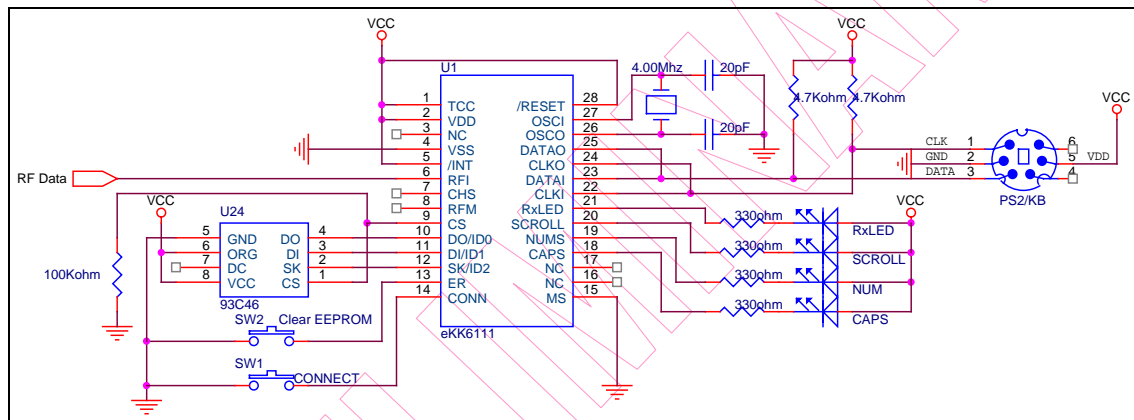 VCC
VCC
VCC
U1
4.00Mhz
20pF
20pF
4.7Kohm
4.7Kohm
1 TCC
2 VDD
3 NC
4 VSS
5 /INT
6 RFI
7 CHS
8 RFM
9 CS
10 DO/ID0
11 DI/ID1
12 SK/ID2
13 ER
14 CONN
/RESET 28
OSCI 27
OSCO 26
DATAO 25
CLKO 24
DATAI 23
CLKI 22
RxLED 21
SCROLL 20
NUMS 19
CAPS 18
NC 17
NC 16
MS 15
eKK6111
RF Data
VCC
U24
5 GND DO 4
6 ORG DI 3
7 DC SK 2
8 VCC CS 1
93C46
100Kohm
SW2 Clear EEPROM
SW1 CONNECT
CLK 1
GND 2
DATA 3
6
5 VDD
4
PS2/KB
VCC
330ohm RxLED
330ohm SCROLL
330ohm NUM
330ohm CAPS